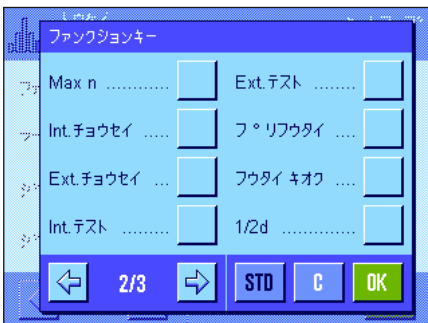 ファンクションキー
Max n ............
Ext.テスト ........
Int.チョウセイ .....
フ゜リフウタイ ....
Ext.チョウセイ ...
フウタイ キオク ....
Int.テスト .........
1/2d .............
2/3
STD
C
OK